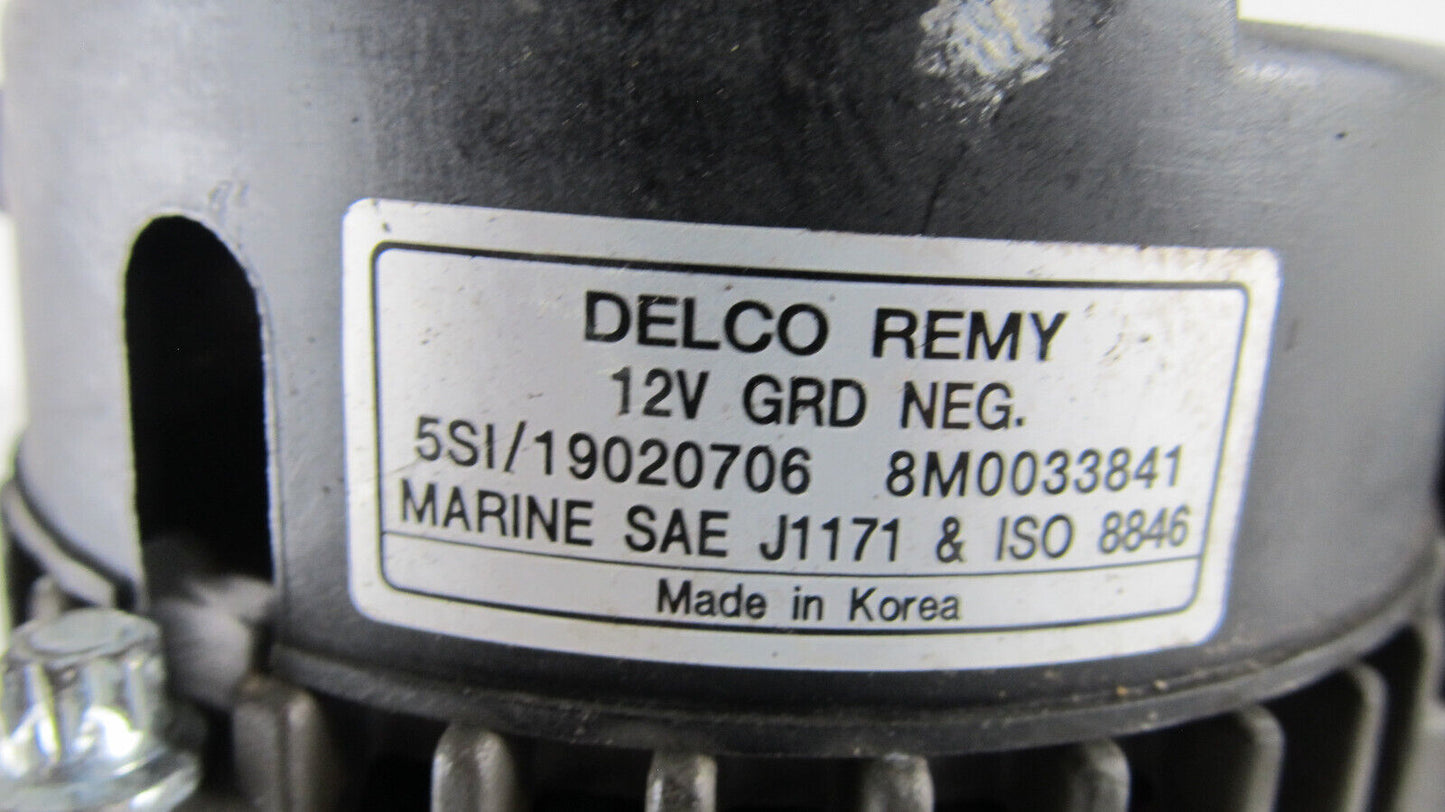 DELCO REMY
12V GRD NEG.
5SI/19020706 8M0033841
MARINE SAE J1171 & ISO 8846
Made in Korea